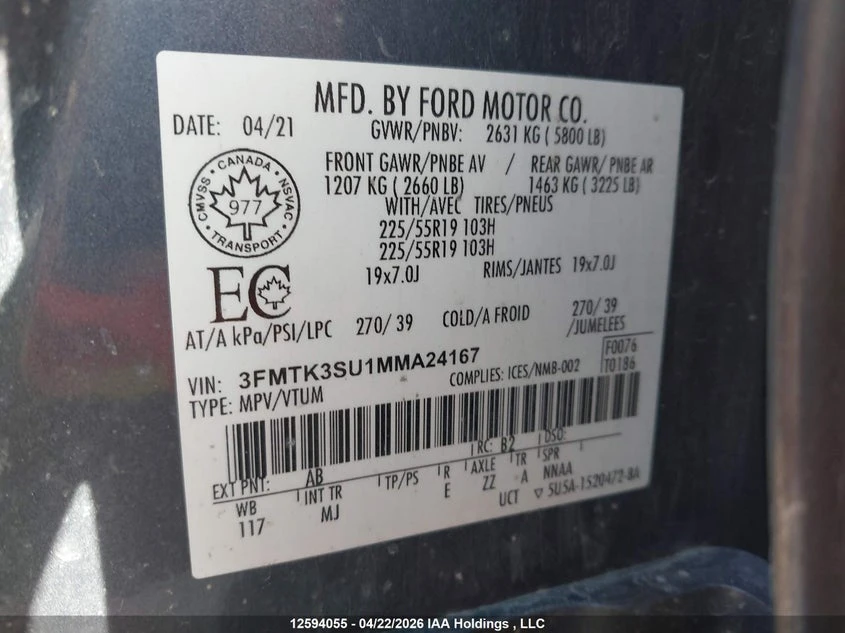 MFD. BY FORD MOTOR CO.
DATE: 04/21 GVWR/PNBV: 2631 KG ( 5800 LB)
FRONT GAWR/PNBE AV / REAR GAWR/ PNBE AR
1207 KG ( 2660 LB) 1463 KG ( 3225 LB)
WITH/AVEC TIRES/PNEUS
225/55R19 103H
225/55R19 103H
19x7.0J RIMS/JANTES 19x7.0J
CANADA
CMVSS NSVAC
977
TRANSPORT
EC
AT/A kPa/PSI/LPC 270/ 39 COLD/A FROID 270/ 39
/JUMELEES
VIN: 3FMTK3SU1MMA24167
COMPLIES: ICES/NMB-002
F0076
T0186
TYPE: MPV/VTUM
RC: B2 DSO:
EXT PNT: AB
WB INT TR TP/PS R AXLE TR SPR
117 MJ E ZZ A NNAA
UCT ▽ 5U5A-1520472-BA
12594055 - 04/22/2026 IAA Holdings , LLC